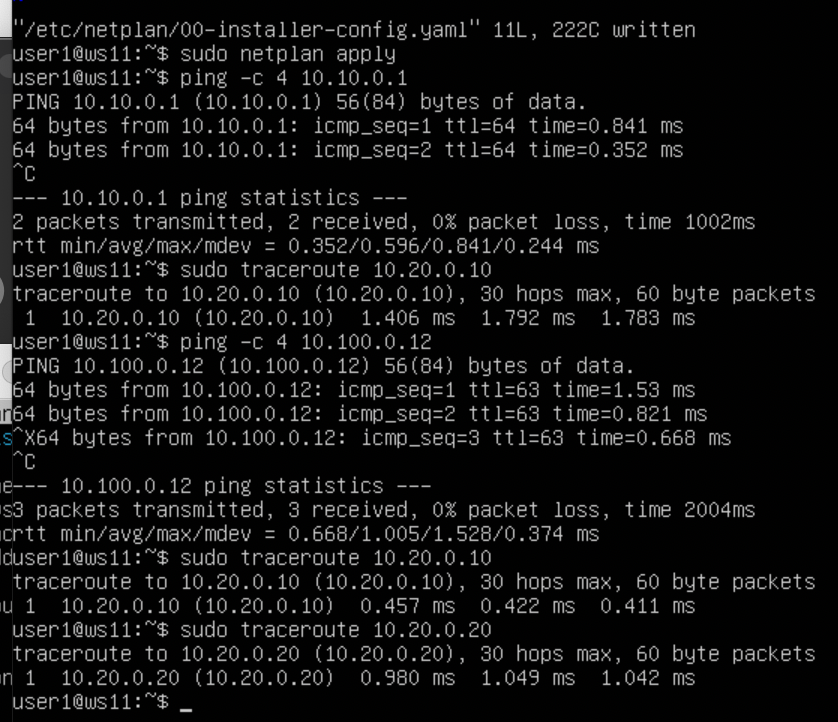 "/etc/netplan/00-installer-config.yaml" 11L, 222C written
user1@ws11:~$ sudo netplan apply
user1@ws11:~$ ping -c 4 10.10.0.1
PING 10.10.0.1 (10.10.0.1) 56(84) bytes of data.
64 bytes from 10.10.0.1: icmp_seq=1 ttl=64 time=0.841 ms
64 bytes from 10.10.0.1: icmp_seq=2 ttl=64 time=0.352 ms
^C
--- 10.10.0.1 ping statistics ---
2 packets transmitted, 2 received, 0% packet loss, time 1002ms
rtt min/avg/max/mdev = 0.352/0.596/0.841/0.244 ms
user1@ws11:~$ sudo traceroute 10.20.0.10
traceroute to 10.20.0.10 (10.20.0.10), 30 hops max, 60 byte packets
 1  10.20.0.10 (10.20.0.10)  1.406 ms  1.792 ms  1.783 ms
user1@ws11:~$ ping -c 4 10.100.0.12
PING 10.100.0.12 (10.100.0.12) 56(84) bytes of data.
64 bytes from 10.100.0.12: icmp_seq=1 ttl=63 time=1.53 ms
64 bytes from 10.100.0.12: icmp_seq=2 ttl=63 time=0.821 ms
^X64 bytes from 10.100.0.12: icmp_seq=3 ttl=63 time=0.668 ms
^C
--- 10.100.0.12 ping statistics ---
3 packets transmitted, 3 received, 0% packet loss, time 2004ms
rtt min/avg/max/mdev = 0.668/1.005/1.528/0.374 ms
user1@ws11:~$ sudo traceroute 10.20.0.10
traceroute to 10.20.0.10 (10.20.0.10), 30 hops max, 60 byte packets
 1  10.20.0.10 (10.20.0.10)  0.457 ms  0.422 ms  0.411 ms
user1@ws11:~$ sudo traceroute 10.20.0.20
traceroute to 10.20.0.20 (10.20.0.20), 30 hops max, 60 byte packets
 1  10.20.0.20 (10.20.0.20)  0.980 ms  1.049 ms  1.042 ms
user1@ws11:~$ _